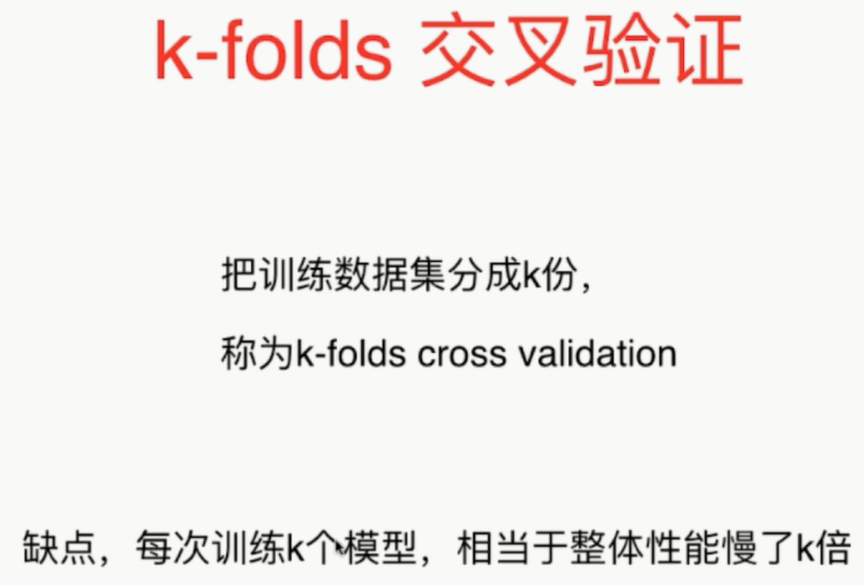 k-folds 交叉验证
把训练数据集分成k份，
称为k-folds cross validation
缺点，每次训练k个模型，相当于整体性能慢了k倍